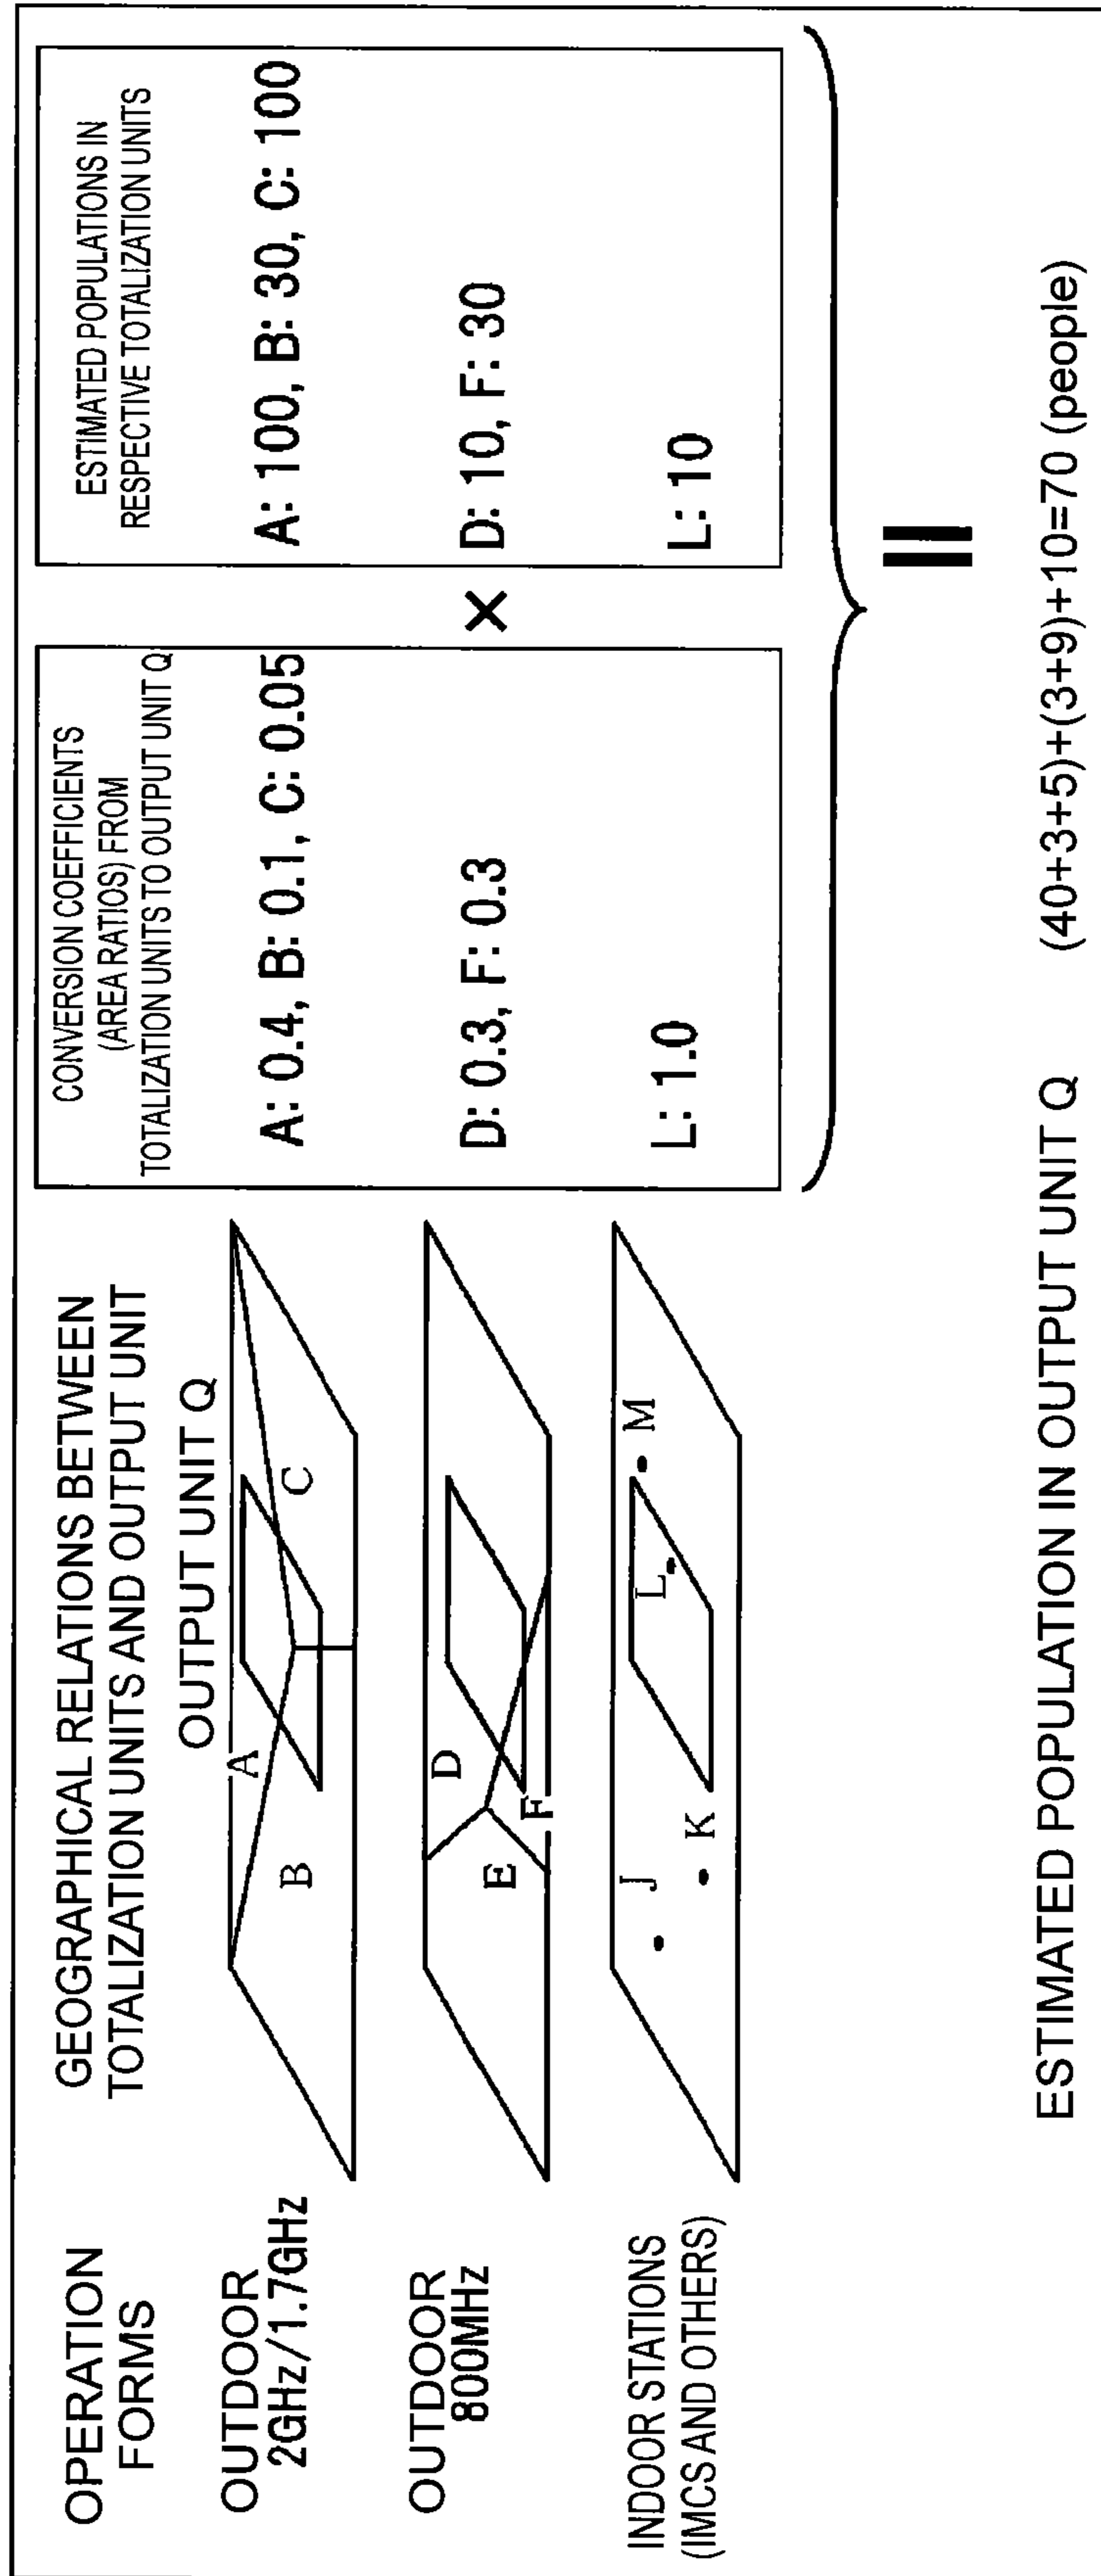 OPERATION
FORMS
GEOGRAPHICAL RELATIONS BETWEEN
TOTALIZATION UNITS AND OUTPUT UNIT
CONVERSION COEFFICIENTS
(AREA RATIOS) FROM
TOTALIZATION UNITS TO OUTPUT UNIT Q
ESTIMATED POPULATIONS IN
RESPECTIVE TOTALIZATION UNITS
OUTPUT UNIT Q
OUTDOOR
2GHz/1.7GHz
A
B
C
A: 0.4, B: 0.1, C: 0.05
A: 100, B: 30, C: 100
OUTDOOR
800MHz
D
E
F
D: 0.3, F: 0.3
×
D: 10, F: 30
INDOOR STATIONS
(IMCS AND OTHERS)
J
K
L
M
L: 1.0
L: 10
=
ESTIMATED POPULATION IN OUTPUT UNIT Q (40+3+5)+(3+9)+10=70 (people)